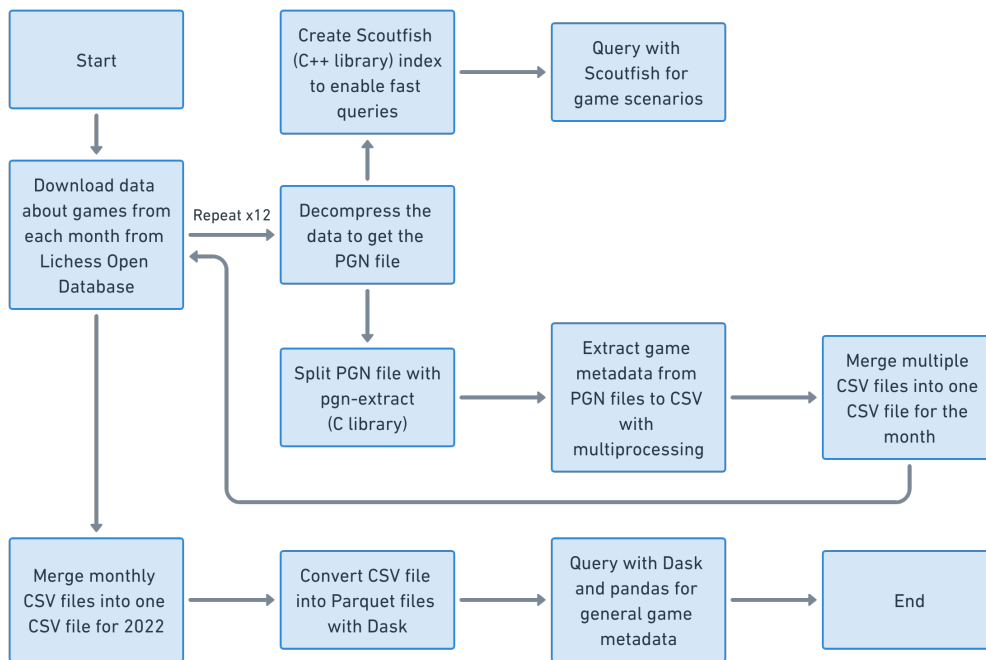 Start
Download data
about games from
each month from
Lichess Open
Database
Repeat x12
Create Scoutfish
(C++ library) index
to enable fast
queries
Query with
Scoutfish for
game scenarios
Decompress the
data to get the
PGN file
Split PGN file with
pgn-extract
(C library)
Extract game
metadata from
PGN files to CSV
with
multiprocessing
Merge multiple
CSV files into one
CSV file for the
month
Merge monthly
CSV files into one
CSV file for 2022
Convert CSV file
into Parquet files
with Dask
Query with Dask
and pandas for
general game
metadata
End